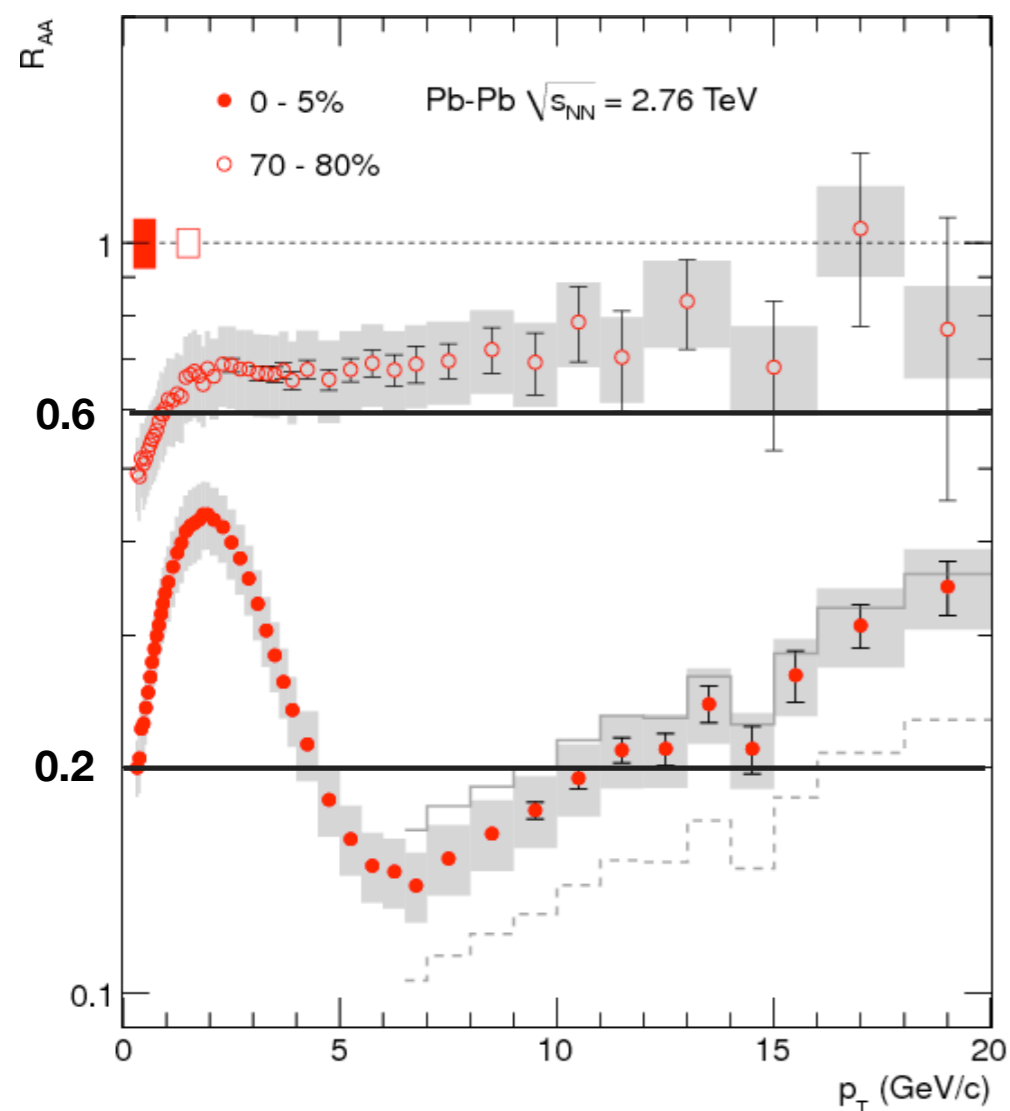 R_AA
0 - 5% Pb-Pb √s_NN = 2.76 TeV
70 - 80%
1
0.6
0.2
0.1
0 5 10 15 20
p_T (GeV/c)